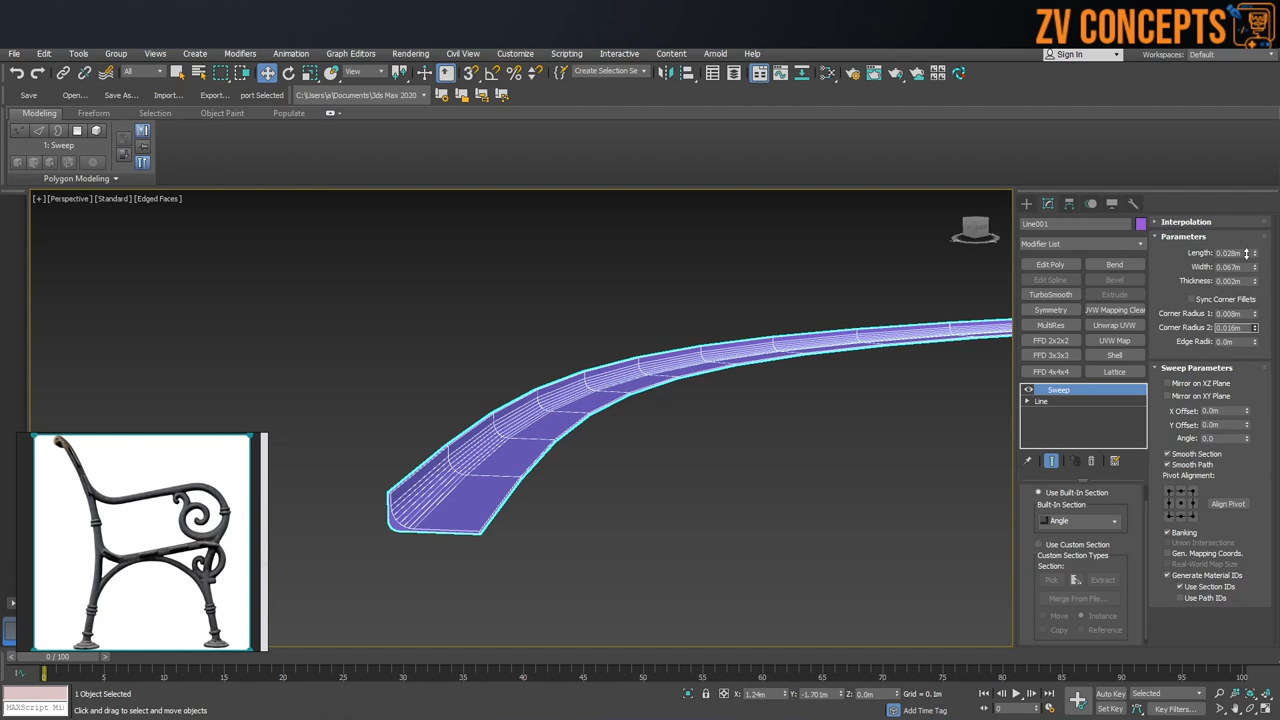 ZV CONCEPTS
File Edit Tools Group Views Create Modifiers Animation Graph Editors Rendering Civil View Customize Scripting Interactive Content Arnold Help
Sign In
Workspaces: Default
All
View
Create Selection Se
Save Open... Save As... Import... Export... port Selected C:\Users\a\Documents\3ds Max 2020
Modeling Freeform Selection Object Paint Populate
1: Sweep
Polygon Modeling
[+] [Perspective] [Standard] [Edged Faces]
Line001
Modifier List
Edit Poly Bend
Edit Spline Bevel
TurboSmooth Extrude
Symmetry UVW Mapping Clear
MultiRes Unwrap UVW
FFD 2x2x2 UVW Map
FFD 3x3x3 Shell
FFD 4x4x4 Lattice
Sweep
Line
Use Built-In Section
Built-In Section
Angle
Use Custom Section
Custom Section Types
Section:
Pick Extract
Merge From File...
Move Instance
Copy Reference
Interpolation
Parameters
Length: 0.028m
Width: 0.067m
Thickness: 0.002m
Sync Corner Fillets
Corner Radius 1: 0.008m
Corner Radius 2: 0.016m
Edge Radii: 0.0m
Sweep Parameters
Mirror on XZ Plane
Mirror on XY Plane
X Offset: 0.0m
Y Offset: 0.0m
Angle: 0.0
Smooth Section
Smooth Path
Pivot Alignment:
Align Pivot
Banking
Union Intersections
Gen. Mapping Coords.
Real-World Map Size
Generate Material IDs
Use Section IDs
Use Path IDs
0 / 100
0 5 10 15 20 25 30 35 40 45 50 55 60 65 70 75 80 85 90 95 100
1 Object Selected
X: 1.24m Y: -1.701m Z: 0.0m Grid = 0.1m
Auto Key Selected
MAXScript Mi
Click and drag to select and move objects
Add Time Tag
0
Set Key Key Filters...